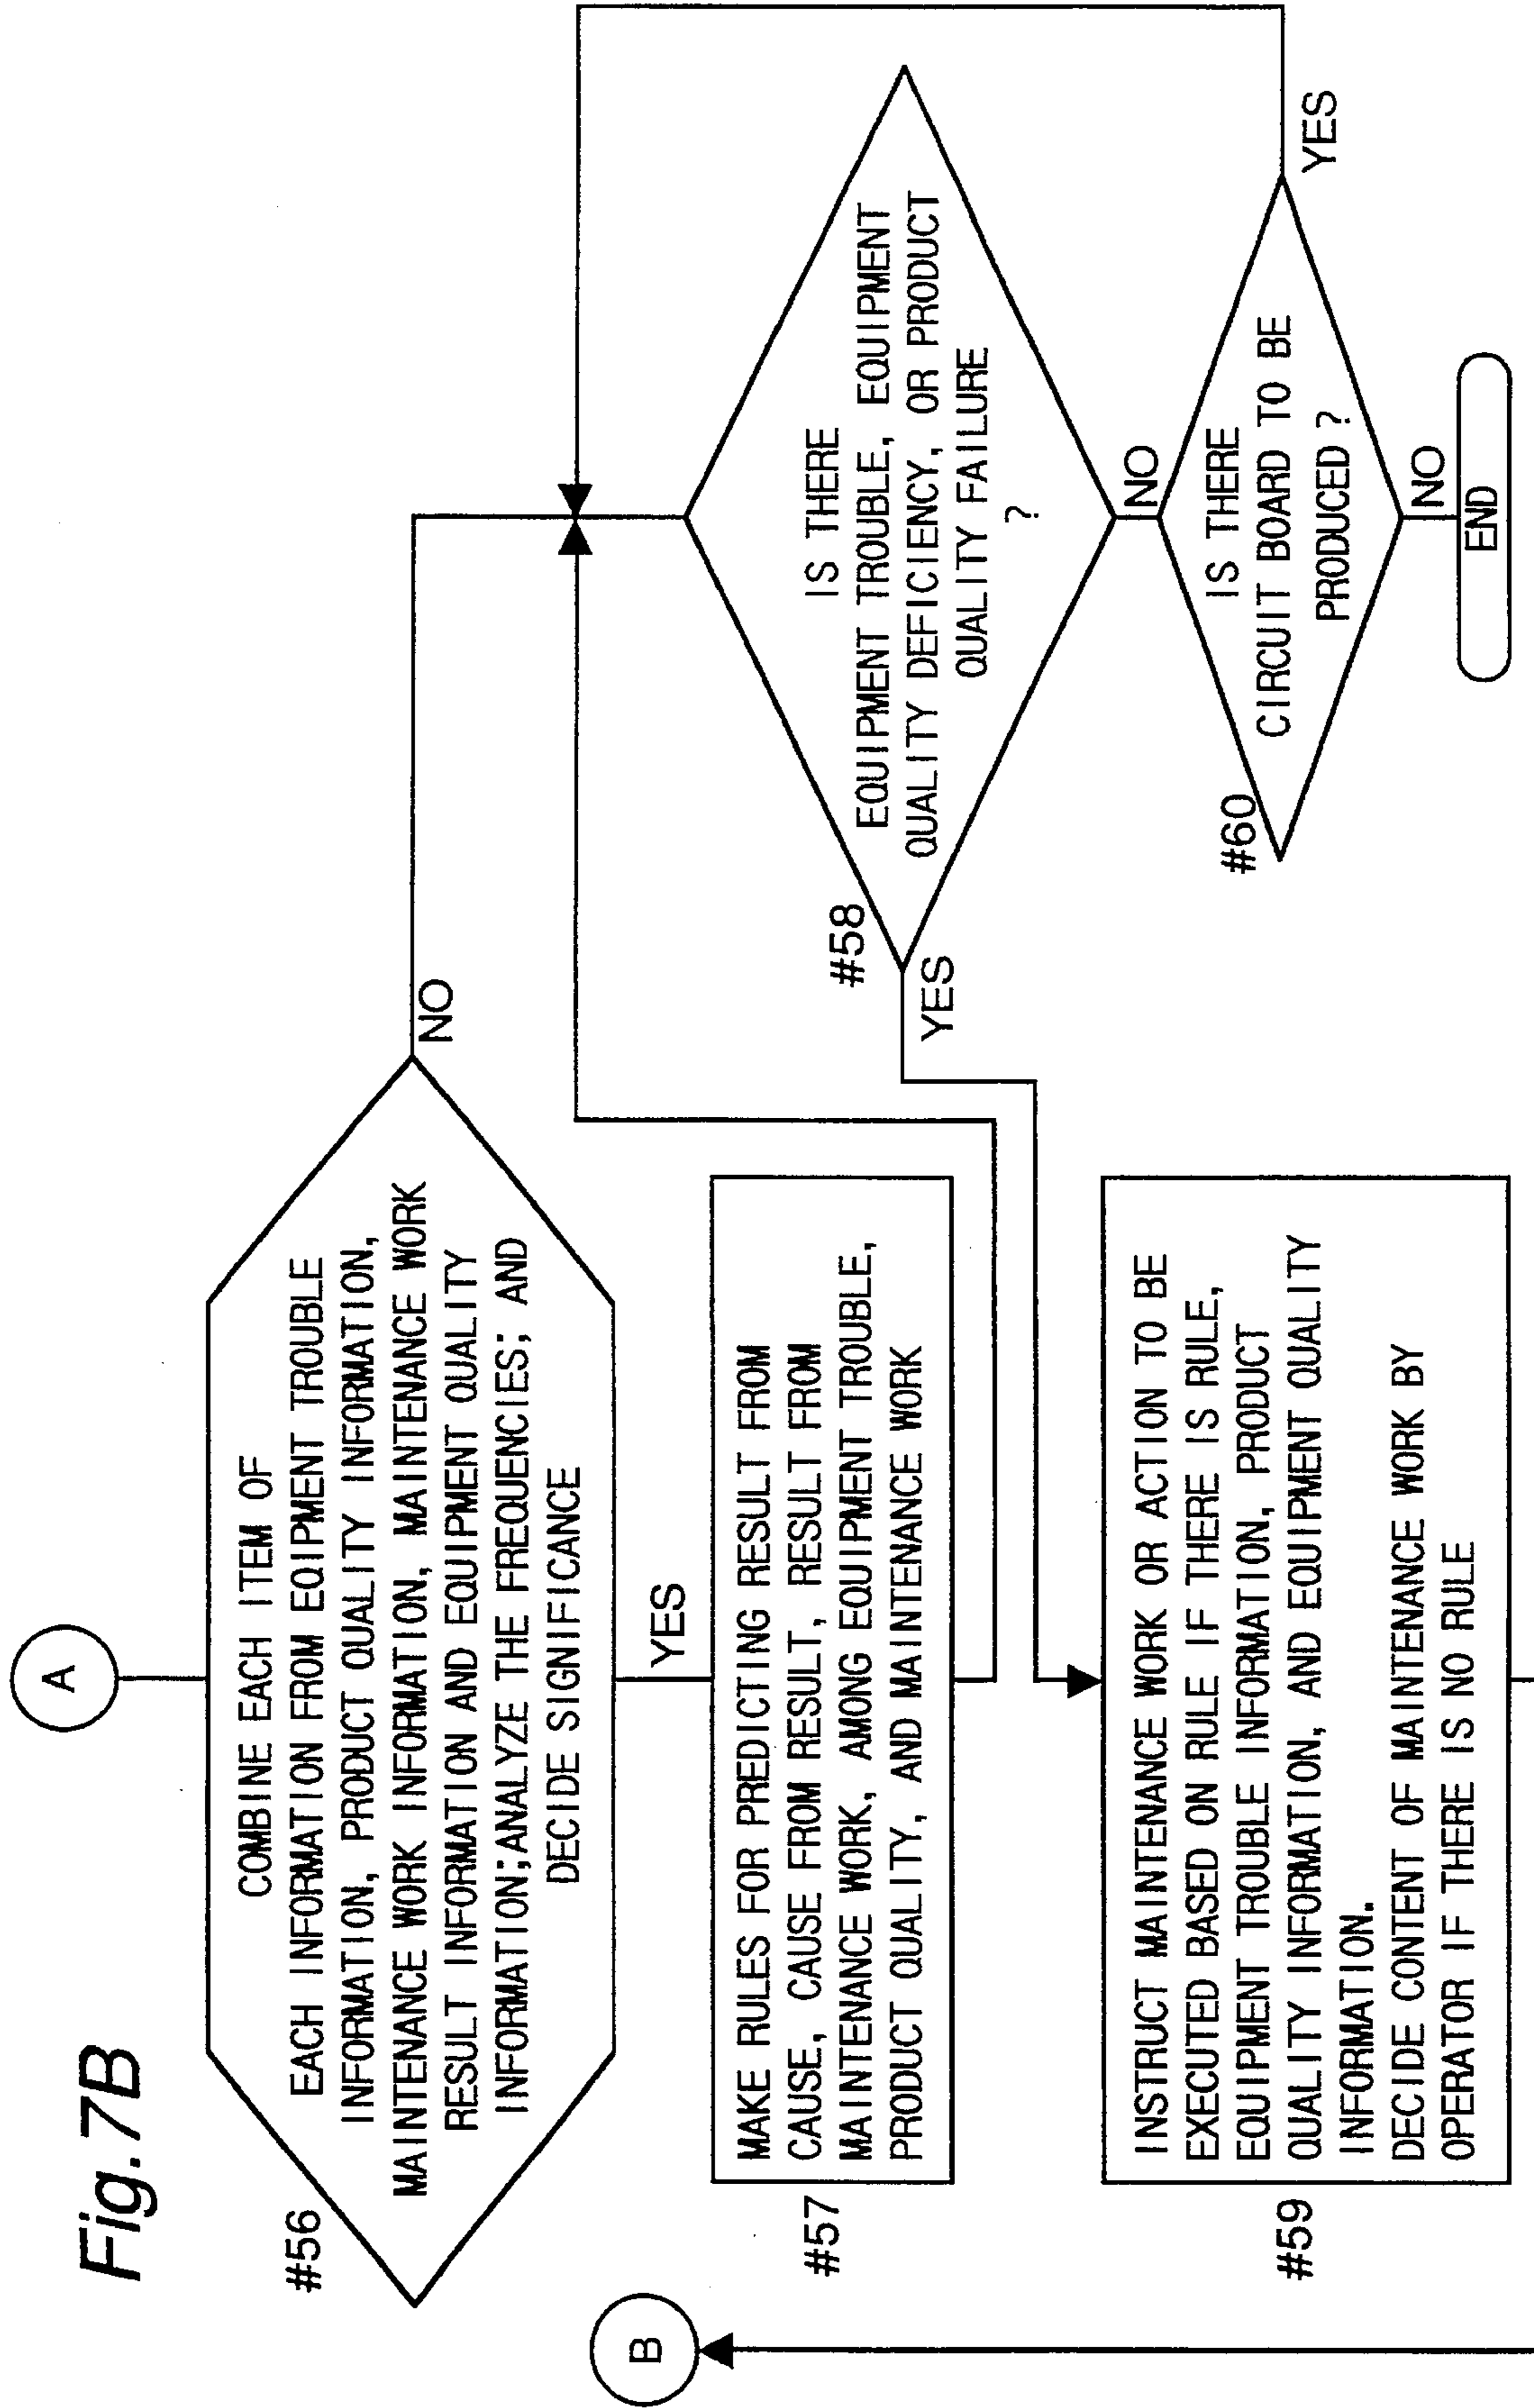 Fig.7B
A
#56
COMBINE EACH ITEM OF
EACH INFORMATION FROM EQIPMENT TROUBLE
INFORMATION, PRODUCT QUALITY INFORMATION,
MAINTENANCE WORK INFORMATION, MAINTENANCE WORK
RESULT INFORMATION AND EQUIPMENT QUALITY
INFORMATION;ANALYZE THE FREQUENCIES; AND
DECIDE SIGNIFICANCE
NO
YES
#57
MAKE RULES FOR PREDICTING RESULT FROM
CAUSE, CAUSE FROM RESULT, RESULT FROM
MAINTENANCE WORK, AMONG EQUIPMENT TROUBLE,
PRODUCT QUALITY, AND MAINTENANCE WORK
B
#59
INSTRUCT MAINTENANCE WORK OR ACTION TO BE
EXECUTED BASED ON RULE IF THERE IS RULE,
EQUIPMENT TROUBLE INFORMATION, PRODUCT
QUALITY INFORMATION, AND EQUIPMENT QUALITY
INFORMATION.
DECIDE CONTENT OF MAINTENANCE WORK BY
OPERATOR IF THERE IS NO RULE
#58
IS THERE
EQUIPMENT TROUBLE, EQUIPMENT
QUALITY DEFICIENCY, OR PRODUCT
QUALITY FAILURE
?
YES
NO
#60
IS THERE
CIRCUIT BOARD TO BE
PRODUCED ?
YES
NO
END